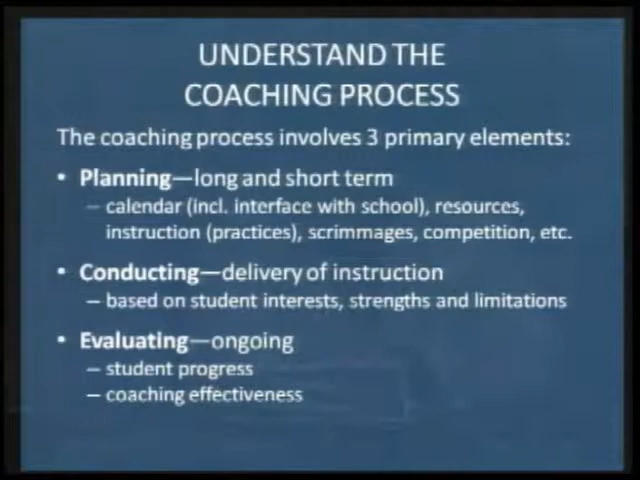 UNDERSTAND THE
COACHING PROCESS
The coaching process involves 3 primary elements:
• Planning—long and short term
– calendar (incl. interface with school), resources,
instruction (practices), scrimmages, competition, etc.
• Conducting—delivery of instruction
– based on student interests, strengths and limitations
• Evaluating—ongoing
– student progress
– coaching effectiveness